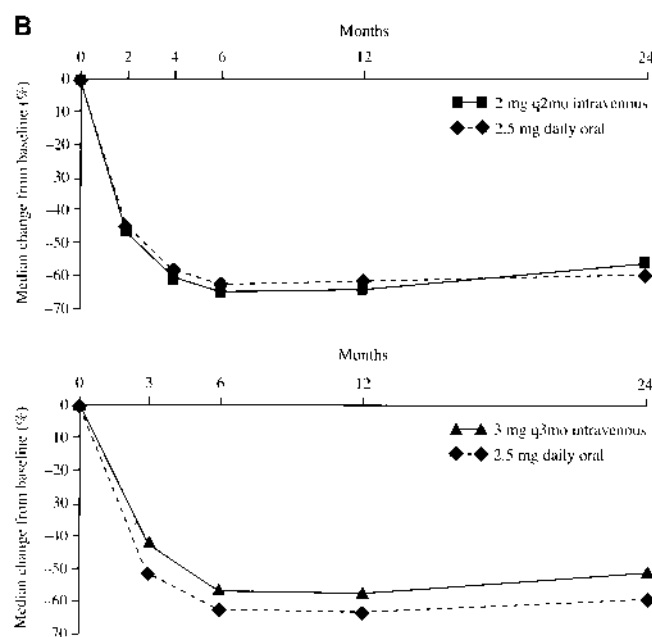 B
Months
0 2 4 6 12 24
Median change from baseline (%)
0
–10
–20
–30
–40
–50
–60
–70
2 mg q2mo intravenous
2.5 mg daily oral
Months
0 3 6 12 24
Median change from baseline (%)
0
–10
–20
–30
–40
–50
–60
–70
3 mg q3mo intravenous
2.5 mg daily oral